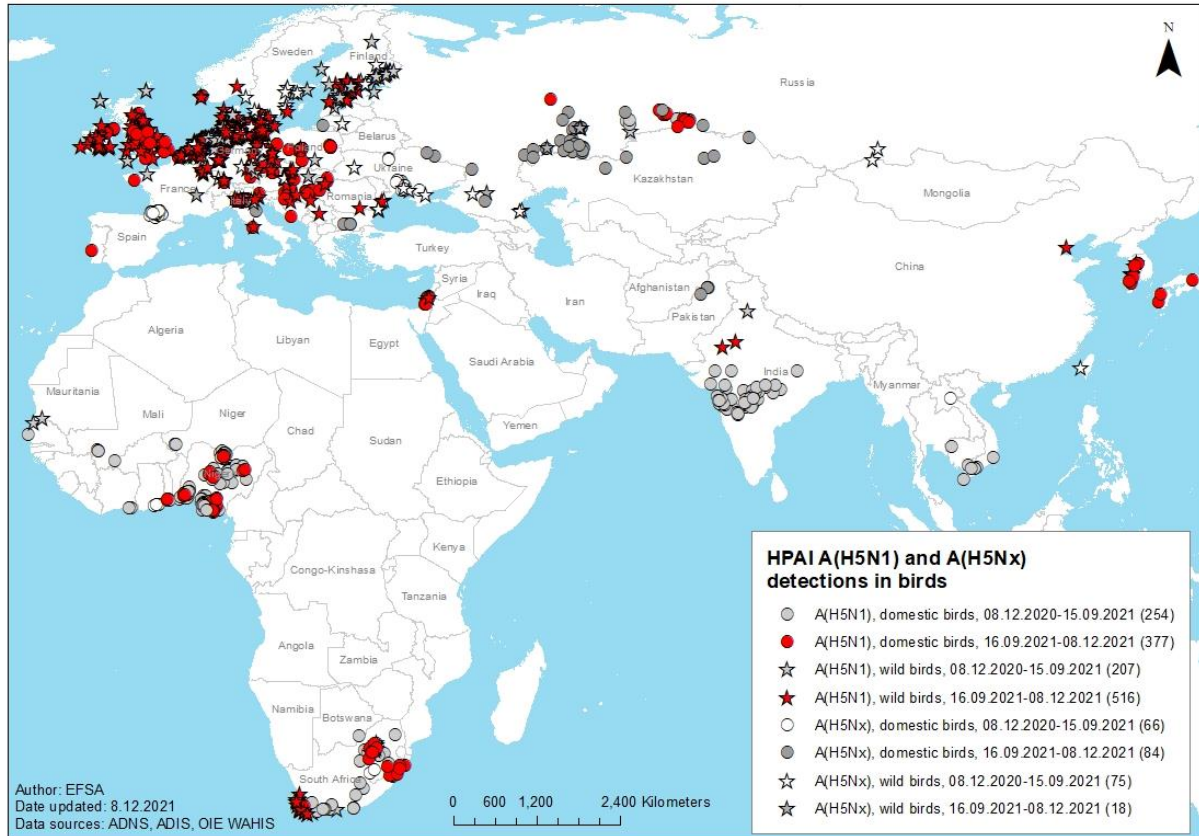 N
Sweden
Finland
Russia
Belarus
Poland
Germany
Ukraine
Kazakhstan
France
Romania
Mongolia
Italy
Spain
Turkey
Syria
China
Afghanistan
Iraq
Iran
Pakistan
Algeria
Libyan
Egypt
Saudi Arabia
India
Myanmar
Mauritania
Mali
Niger
Chad
Sudan
Yemen
Ethiopia
Kenya
Congo-Kinshasa
Tanzania
Angola
Zambia
Namibia
Botswana
South Africa
HPAI A(H5N1) and A(H5Nx)
detections in birds
A(H5N1), domestic birds, 08.12.2020-15.09.2021 (254)
A(H5N1), domestic birds, 16.09.2021-08.12.2021 (377)
A(H5N1), wild birds, 08.12.2020-15.09.2021 (207)
A(H5N1), wild birds, 16.09.2021-08.12.2021 (516)
A(H5Nx), domestic birds, 08.12.2020-15.09.2021 (66)
A(H5Nx), domestic birds, 16.09.2021-08.12.2021 (84)
A(H5Nx), wild birds, 08.12.2020-15.09.2021 (75)
A(H5Nx), wild birds, 16.09.2021-08.12.2021 (18)
Author: EFSA
Date updated: 8.12.2021
Data sources: ADNS, ADIS, OIE WAHIS
0 600 1,200 2,400 Kilometers